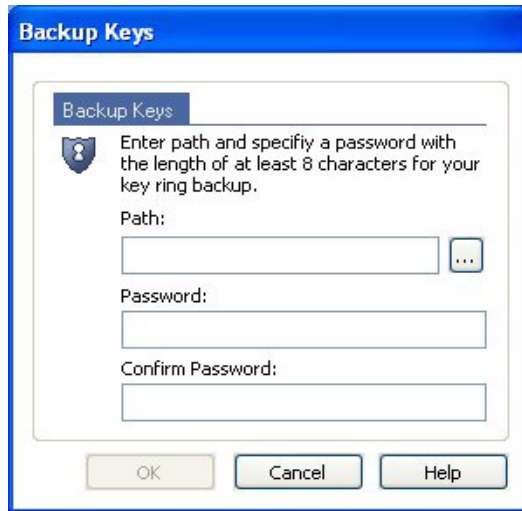 Backup Keys
Backup Keys
Enter path and specifiy a password with
the length of at least 8 characters for your
key ring backup.
Path:
...
Password:
Confirm Password:
OK Cancel Help